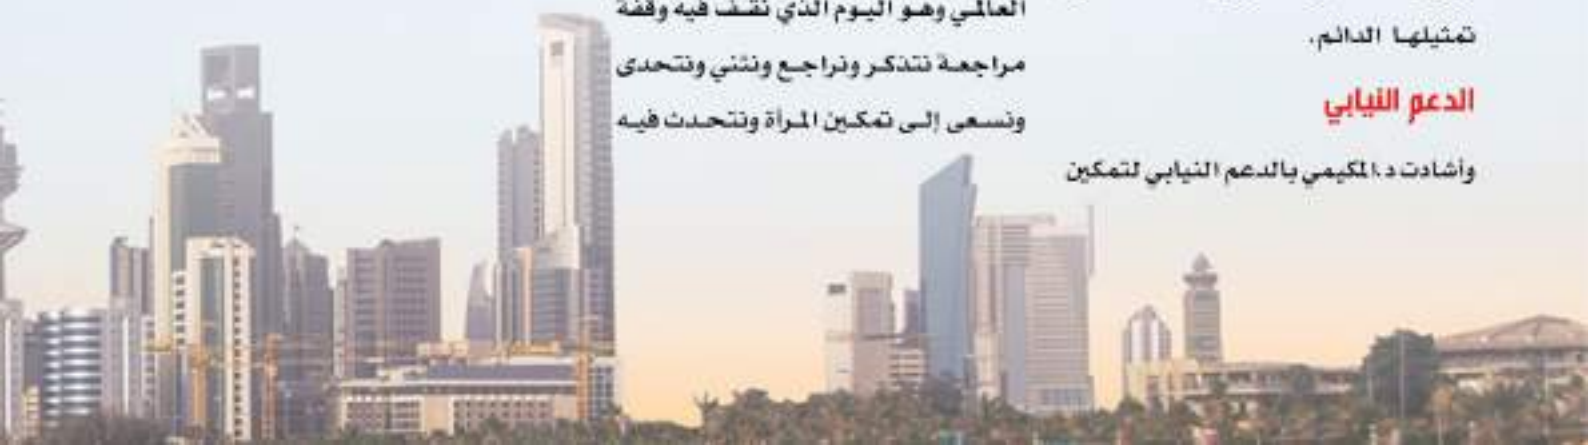 تمثيلها الدائم.
الدعم النيابي
وأشادت د.المكيمي بالدعم النيابي لتمكين
العالمي وهو اليوم الذي نقف فيه وقفة
مراجعة نتذكر ونراجع ونثني ونتحدى
ونسعى إلى تمكين المرأة ونتحدث فيه